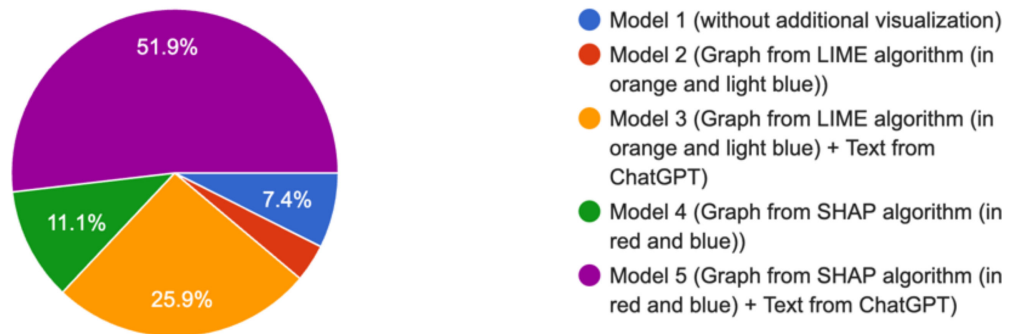 51.9%
7.4%
11.1%
25.9%
Model 1 (without additional visualization)
Model 2 (Graph from LIME algorithm (in
orange and light blue))
Model 3 (Graph from LIME algorithm (in
orange and light blue) + Text from
ChatGPT)
Model 4 (Graph from SHAP algorithm (in
red and blue))
Model 5 (Graph from SHAP algorithm (in
red and blue) + Text from ChatGPT)